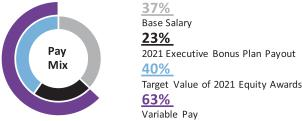 Pay
Mix
37%
Base Salary
23%
2021 Executive Bonus Plan Payout
40%
Target Value of 2021 Equity Awards
63%
Variable Pay